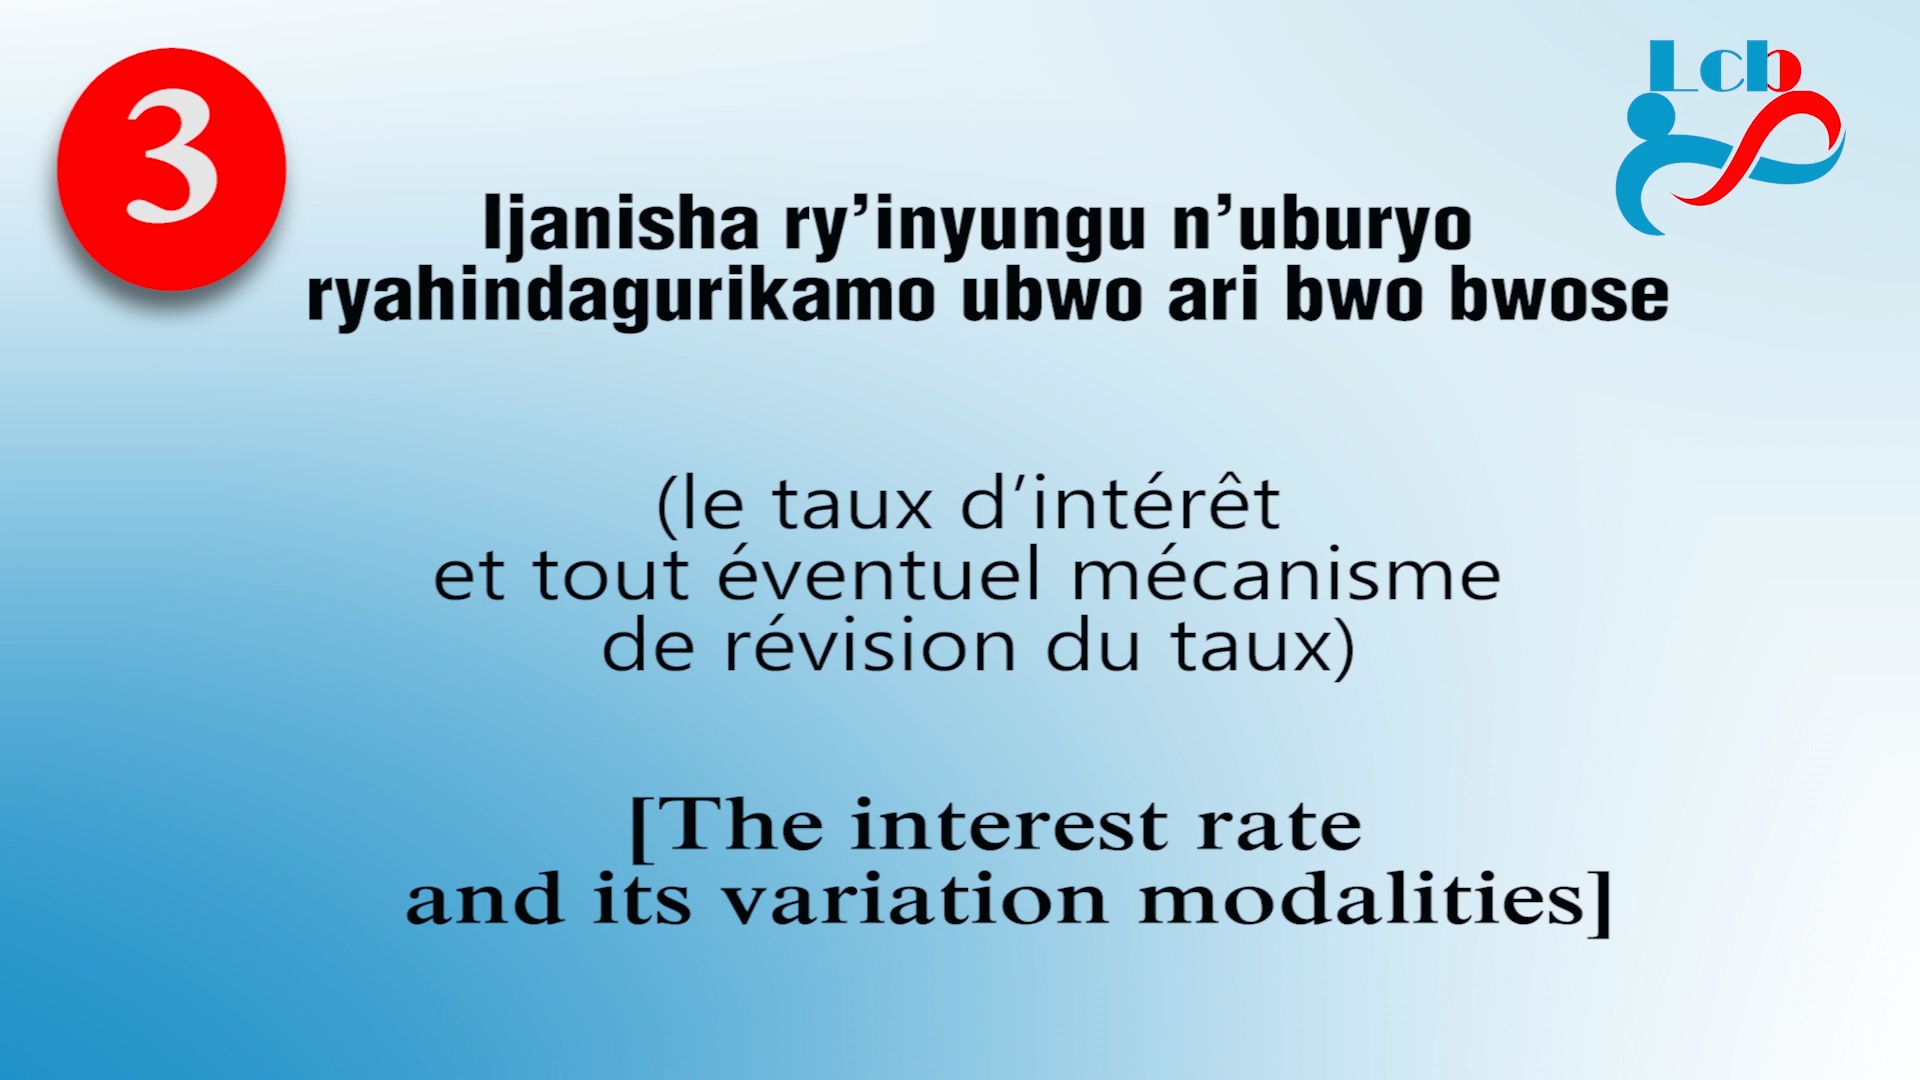 3
Lcb
Ijanisha ry’inyungu n’uburyo
ryahindagurikamo ubwo ari bwo bwose
(le taux d’intérêt
et tout éventuel mécanisme
de révision du taux)
[The interest rate
and its variation modalities]